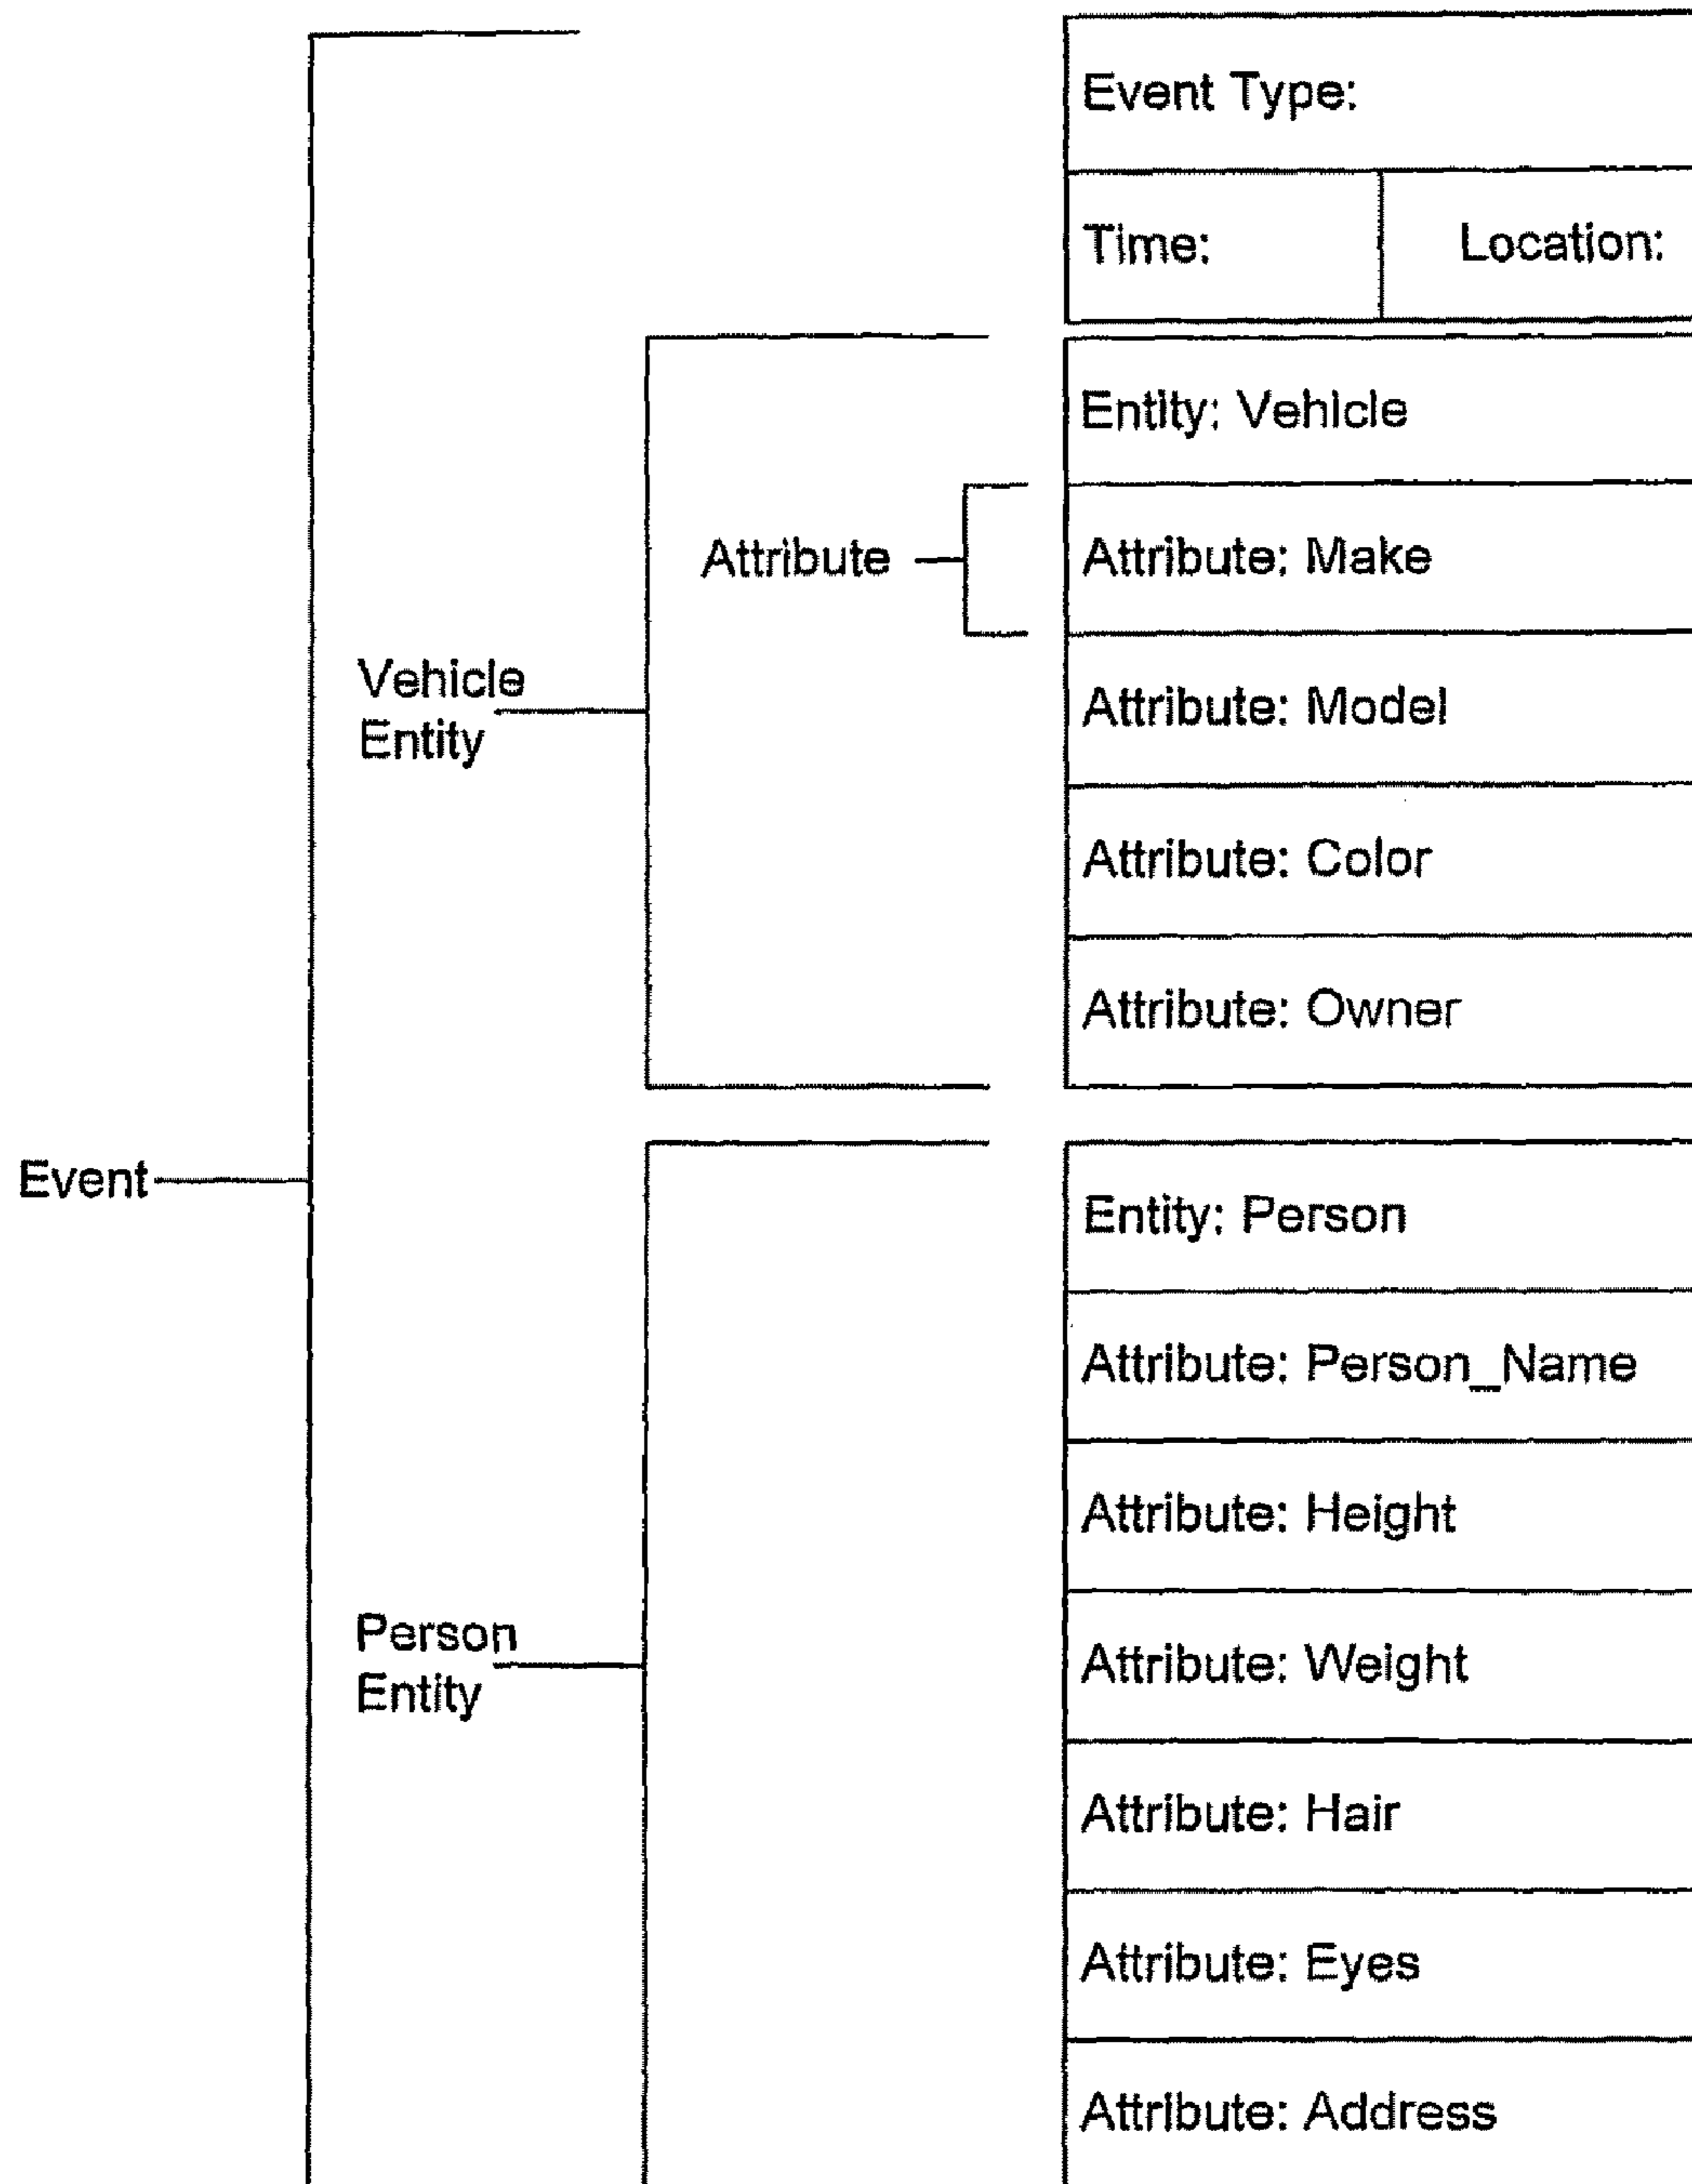 Event Type:
Time: Location:
Entity: Vehicle
Attribute
Attribute: Make
Vehicle
Entity
Attribute: Model
Attribute: Color
Attribute: Owner
Event
Entity: Person
Attribute: Person_Name
Attribute: Height
Person
Entity
Attribute: Weight
Attribute: Hair
Attribute: Eyes
Attribute: Address